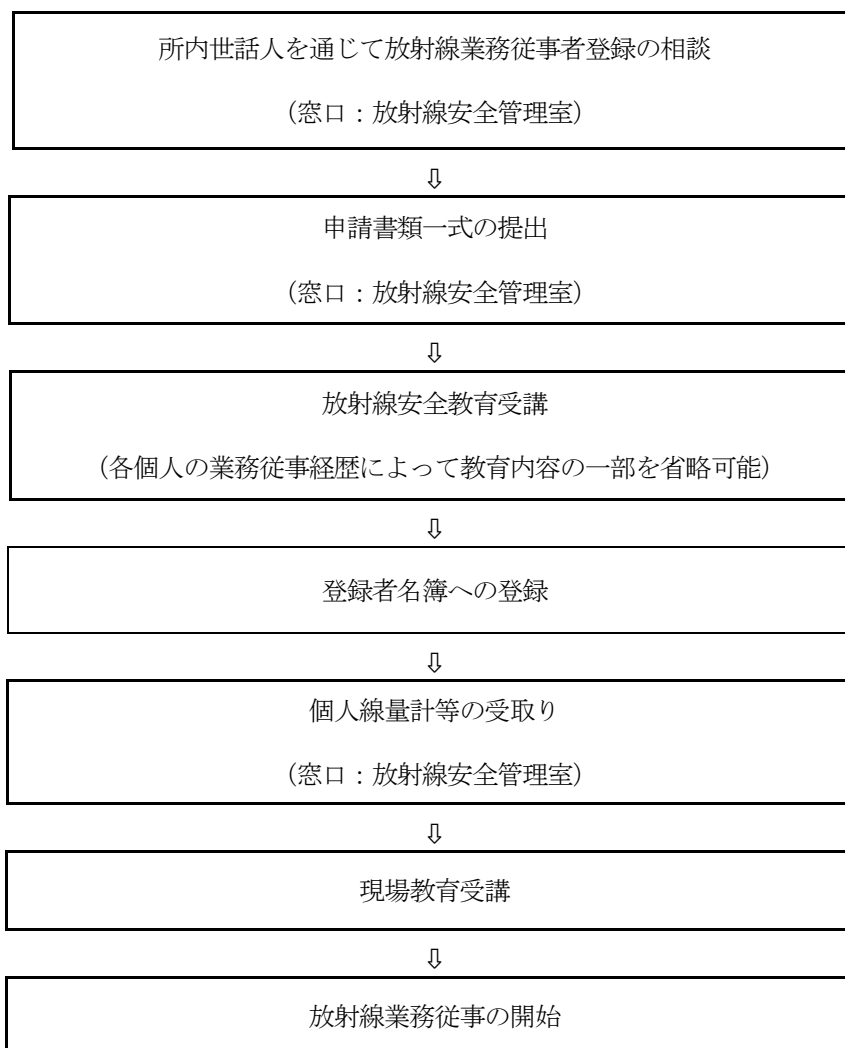 所内世話人を通じて放射線業務従事者登録の相談
（窓口：放射線安全管理室）
⇩
申請書類一式の提出
（窓口：放射線安全管理室）
⇩
放射線安全教育受講
（各個人の業務従事経歴によって教育内容の一部を省略可能）
⇩
登録者名簿への登録
⇩
個人線量計等の受取り
（窓口：放射線安全管理室）
⇩
現場教育受講
⇩
放射線業務従事の開始